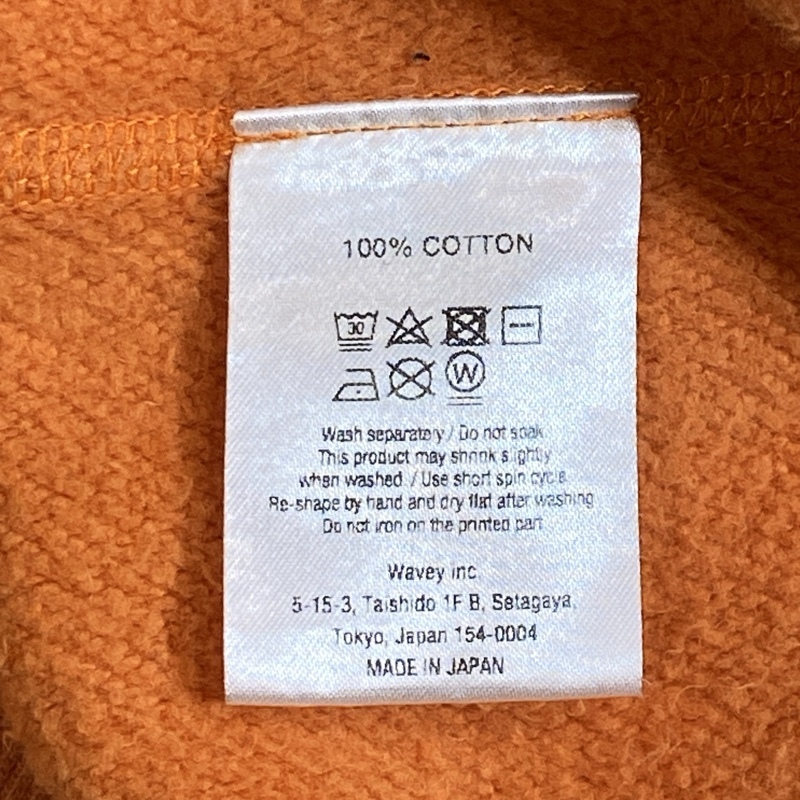 100% COTTON
30
W
Wash separately / Do not soak
This product may shrink slightly
when washed. / Use short spin cycle
Re-shape by hand and dry flat after washing
Do not iron on the printed part
Wavey inc.
5-15-3, Taishido 1F B, Setagaya,
Tokyo, Japan 154-0004
MADE IN JAPAN